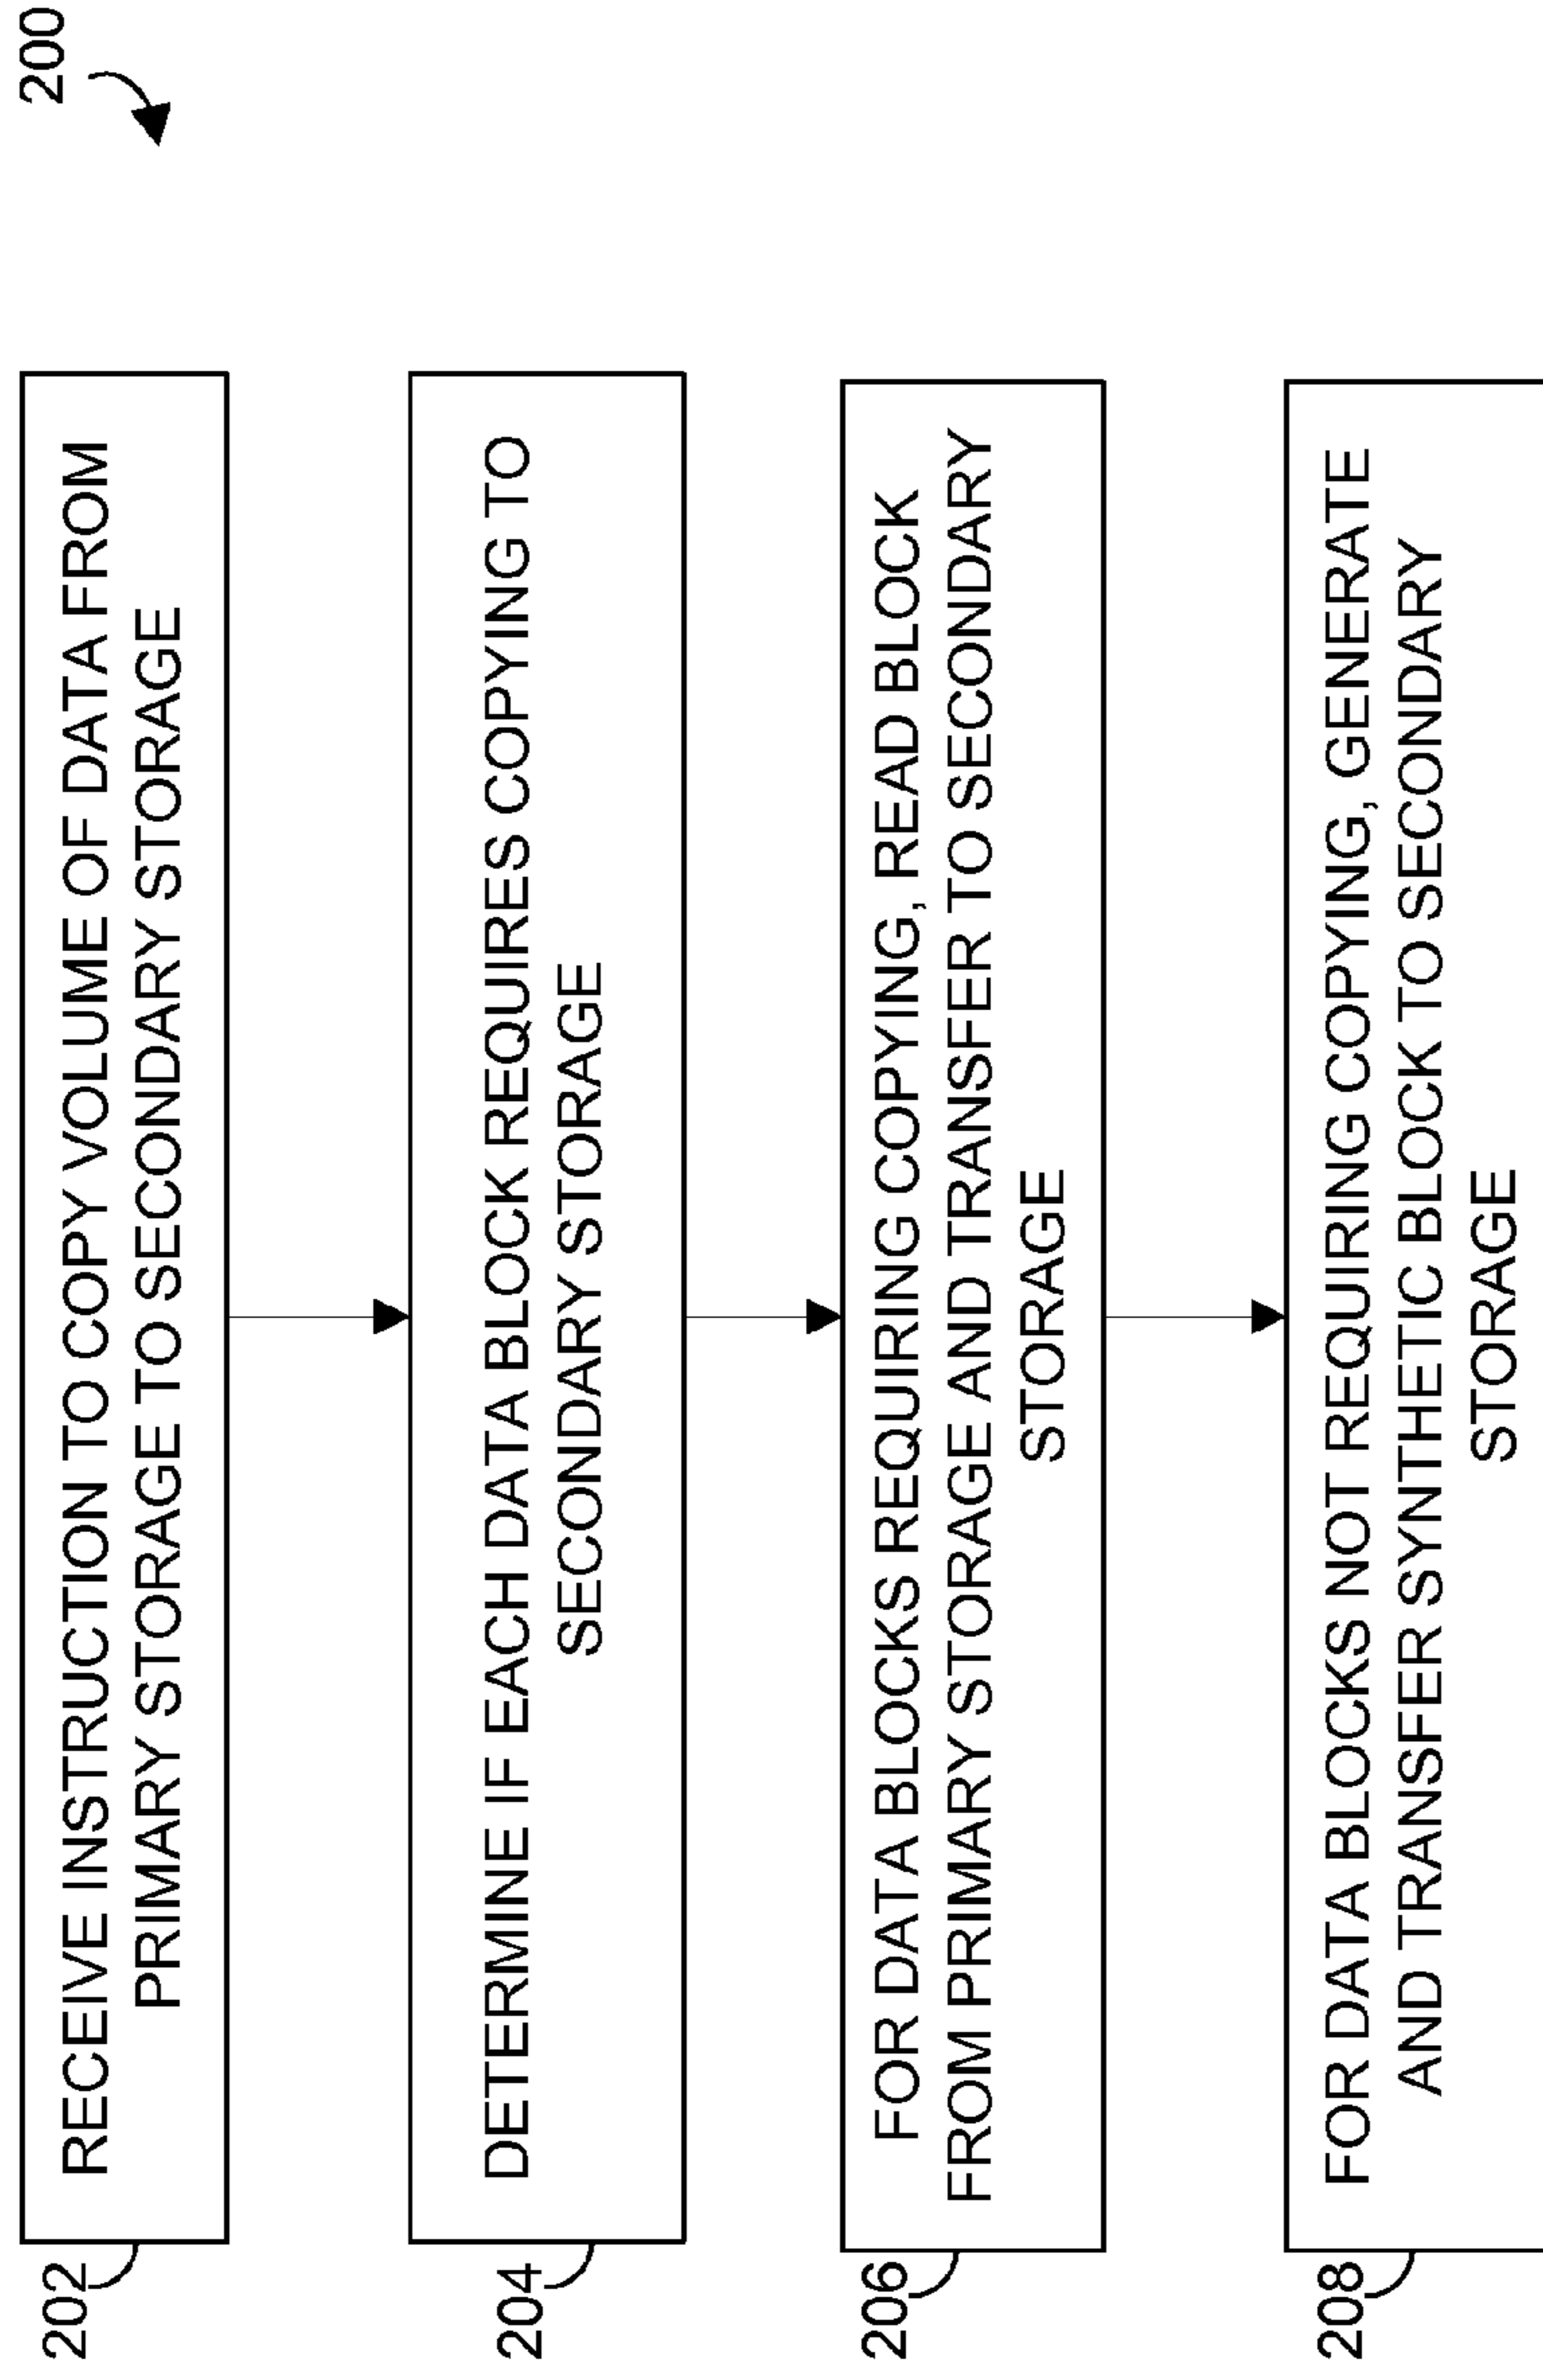 200
202
RECEIVE INSTRUCTION TO COPY VOLUME OF DATA FROM
PRIMARY STORAGE TO SECONDARY STORAGE
204
DETERMINE IF EACH DATA BLOCK REQUIRES COPYING TO
SECONDARY STORAGE
206
FOR DATA BLOCKS REQUIRING COPYING, READ BLOCK
FROM PRIMARY STORAGE AND TRANSFER TO SECONDARY
STORAGE
208
FOR DATA BLOCKS NOT REQUIRING COPYING, GENERATE
AND TRANSFER SYNTHETIC BLOCK TO SECONDARY
STORAGE